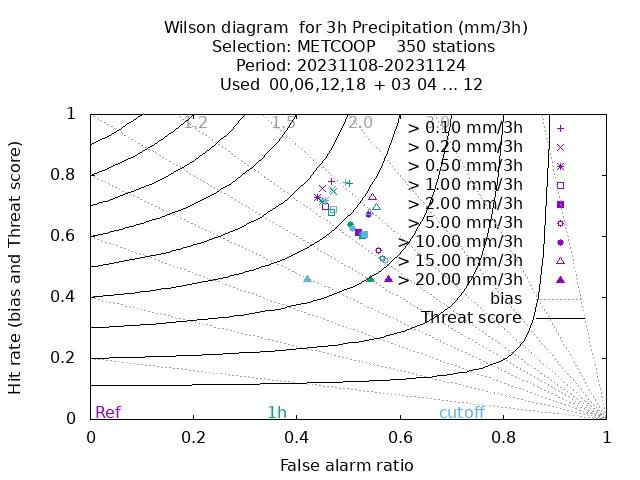 Wilson diagram  for 3h Precipitation (mm/3h)
Selection: METCOOP    350 stations
Period: 20231108-20231124
Used  00,06,12,18  + 03 04 ... 12
1.2 1.5 2.0 3.0
> 0.10 mm/3h
> 0.20 mm/3h
> 0.50 mm/3h
> 1.00 mm/3h
> 2.00 mm/3h
> 5.00 mm/3h
> 10.00 mm/3h
> 15.00 mm/3h
> 20.00 mm/3h
bias
Threat score
Hit rate (bias and Threat score)
1
0.8
0.6
0.4
0.2
0
Ref 1h cutoff
0 0.2 0.4 0.6 0.8 1
False alarm ratio